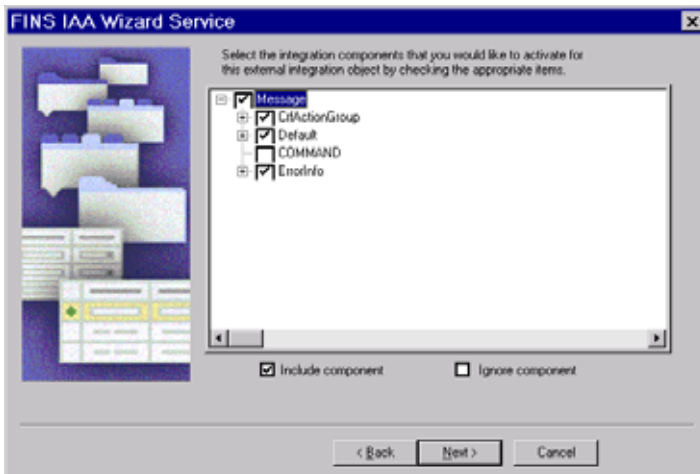 FINS IAA Wizard Service
Select the integration components that you would like to activate for
this external integration object by checking the appropriate items.
Message
CrlActionGroup
Default
COMMAND
ErrorInfo
Include component
Ignore component
< Back
Next >
Cancel